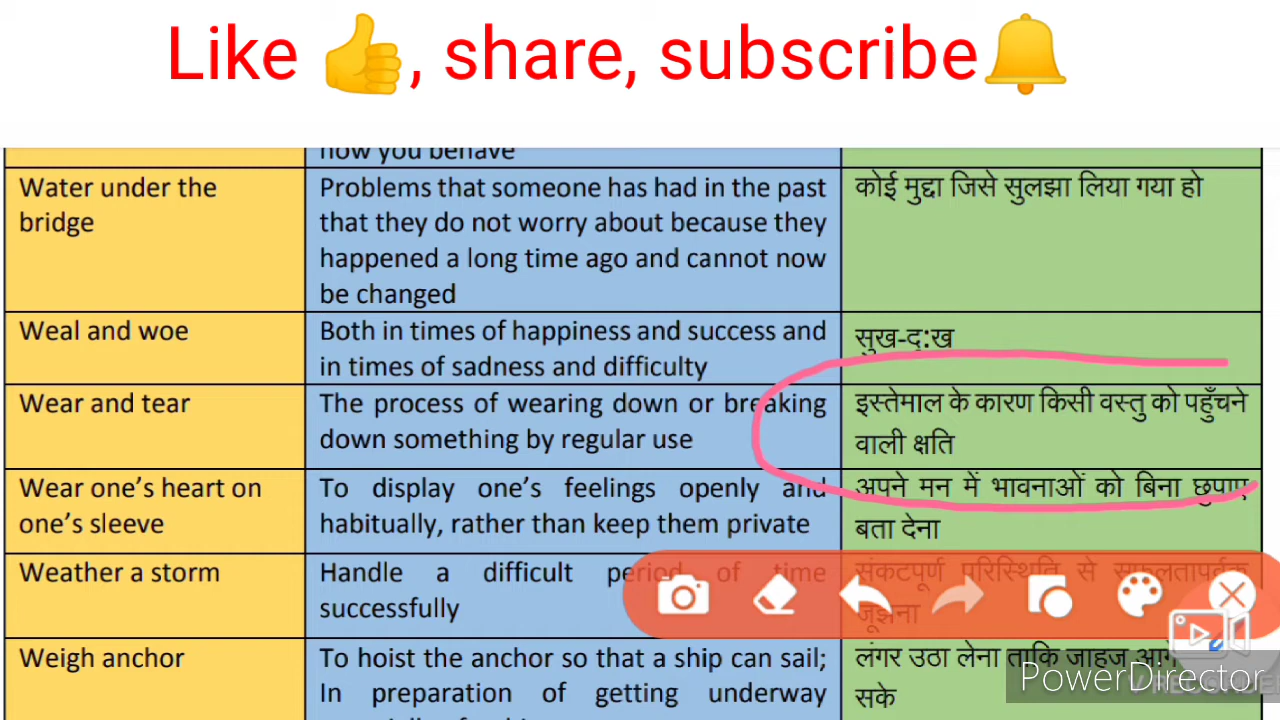 Like 👍, share, subscribe🔔
how you behave
Water under the
bridge
Problems that someone has had in the past
that they do not worry about because they
happened a long time ago and cannot now
be changed
कोई मुद्दा जिसे सुलझा लिया गया हो
Weal and woe
Both in times of happiness and success and
in times of sadness and difficulty
सुख-दु:ख
Wear and tear
The process of wearing down or breaking
down something by regular use
इस्तेमाल के कारण किसी वस्तु को पहुँचने
वाली क्षति
Wear one's heart on
one's sleeve
To display one's feelings openly and
habitually, rather than keep them private
अपने मन में भावनाओं को बिना छुपाए
बता देना
Weather a storm
Handle a difficult period of time
successfully
संकटपूर्ण परिस्थिति से सफलतापूर्वक
जूझना
Weigh anchor
To hoist the anchor so that a ship can sail;
In preparation of getting underway
लंगर उठा लेना ताकि जाहज आगे
सके
PowerDirector